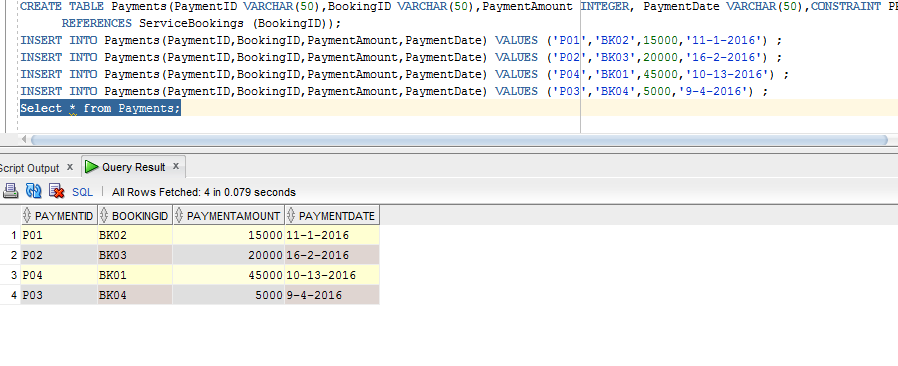 CREATE TABLE Payments(PaymentID VARCHAR(50),BookingID VARCHAR(50),PaymentAmount INTEGER, PaymentDate VARCHAR(50),CONSTRAINT
REFERENCES ServiceBookings (BookingID));
INSERT INTO Payments(PaymentID,BookingID,PaymentAmount,PaymentDate) VALUES ('P01','BK02',15000,'11-1-2016') ;
INSERT INTO Payments(PaymentID,BookingID,PaymentAmount,PaymentDate) VALUES ('P02','BK03',20000,'16-2-2016') ;
INSERT INTO Payments(PaymentID,BookingID,PaymentAmount,PaymentDate) VALUES ('P04','BK01',45000,'10-13-2016') ;
INSERT INTO Payments(PaymentID,BookingID,PaymentAmount,PaymentDate) VALUES ('P03','BK04',5000,'9-4-2016') ;
Select * from Payments;
Script Output x Query Result x
SQL | All Rows Fetched: 4 in 0.079 seconds
PAYMENTID BOOKINGID PAYMENTAMOUNT PAYMENTDATE
1 P01 BK02 15000 11-1-2016
2 P02 BK03 20000 16-2-2016
3 P04 BK01 45000 10-13-2016
4 P03 BK04 5000 9-4-2016